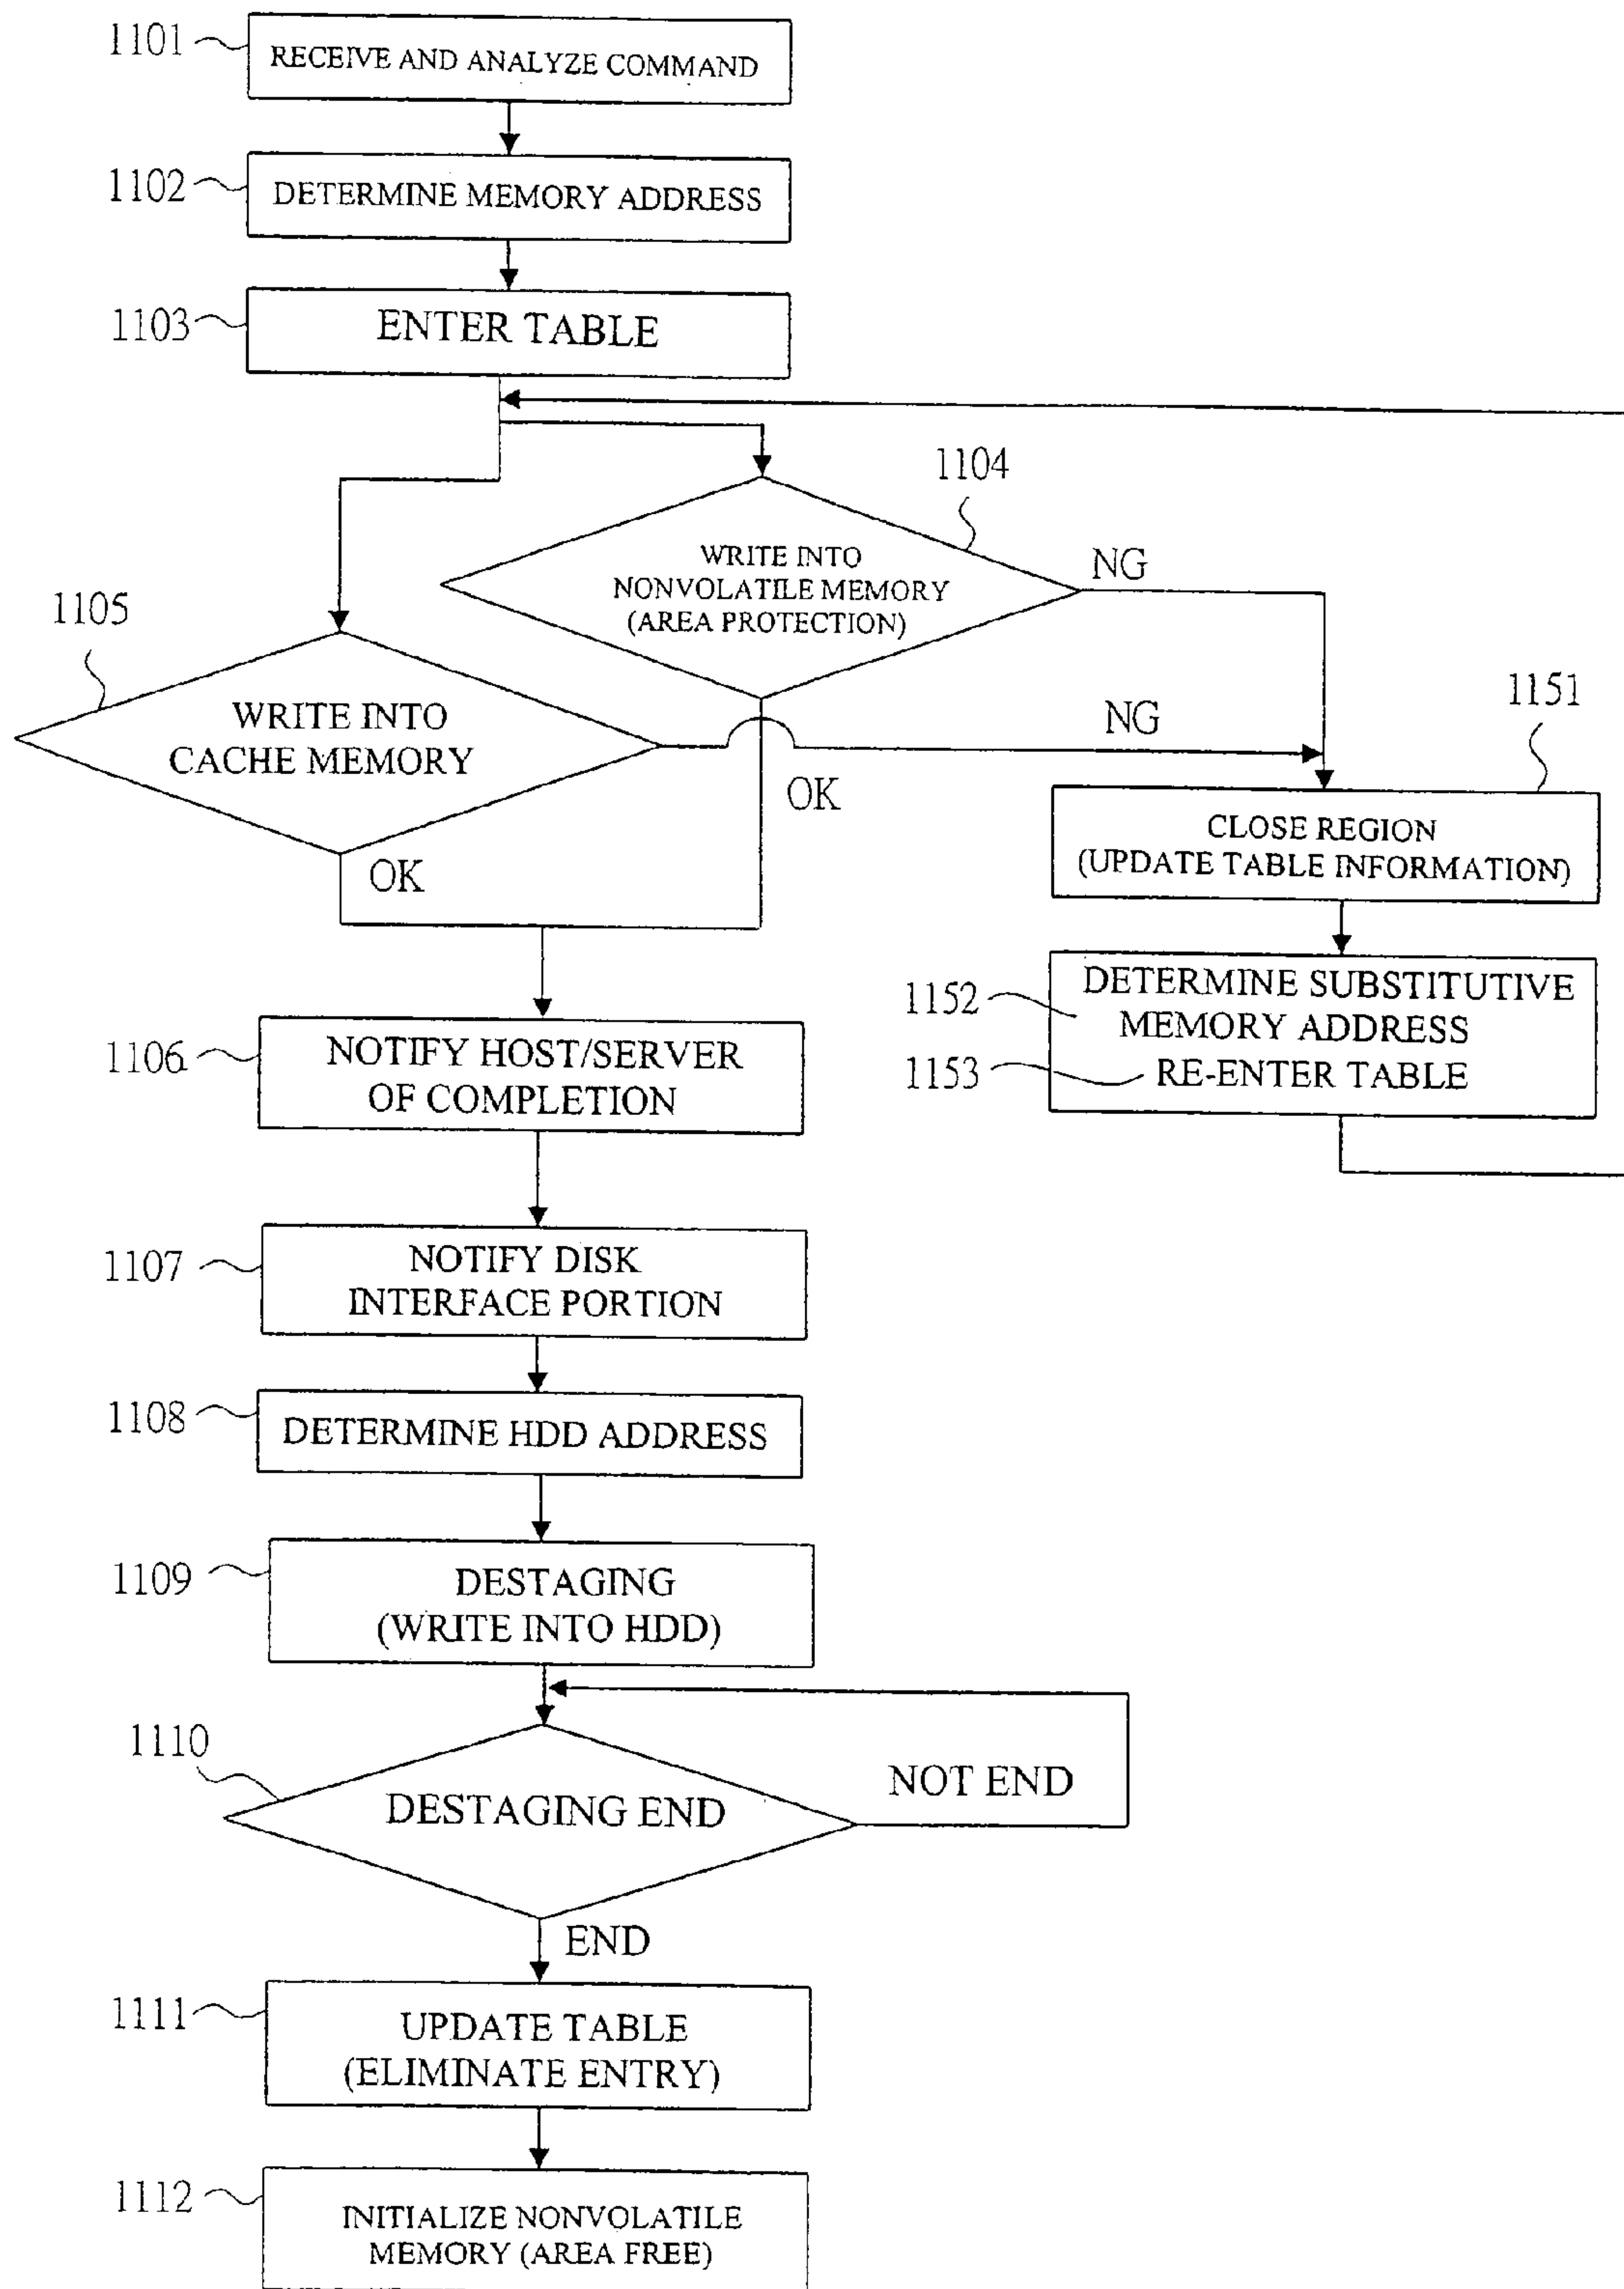 1101
RECEIVE AND ANALYZE COMMAND
1102
DETERMINE MEMORY ADDRESS
1103
ENTER TABLE
1104
WRITE INTO
NONVOLATILE MEMORY
(AREA PROTECTION)
NG
1105
WRITE INTO
CACHE MEMORY
NG
OK
OK
1151
CLOSE REGION
(UPDATE TABLE INFORMATION)
1152
DETERMINE SUBSTITUTIVE
MEMORY ADDRESS
1153
RE-ENTER TABLE
1106
NOTIFY HOST/SERVER
OF COMPLETION
1107
NOTIFY DISK
INTERFACE PORTION
1108
DETERMINE HDD ADDRESS
1109
DESTAGING
(WRITE INTO HDD)
1110
DESTAGING END
NOT END
END
1111
UPDATE TABLE
(ELIMINATE ENTRY)
1112
INITIALIZE NONVOLATILE
MEMORY (AREA FREE)